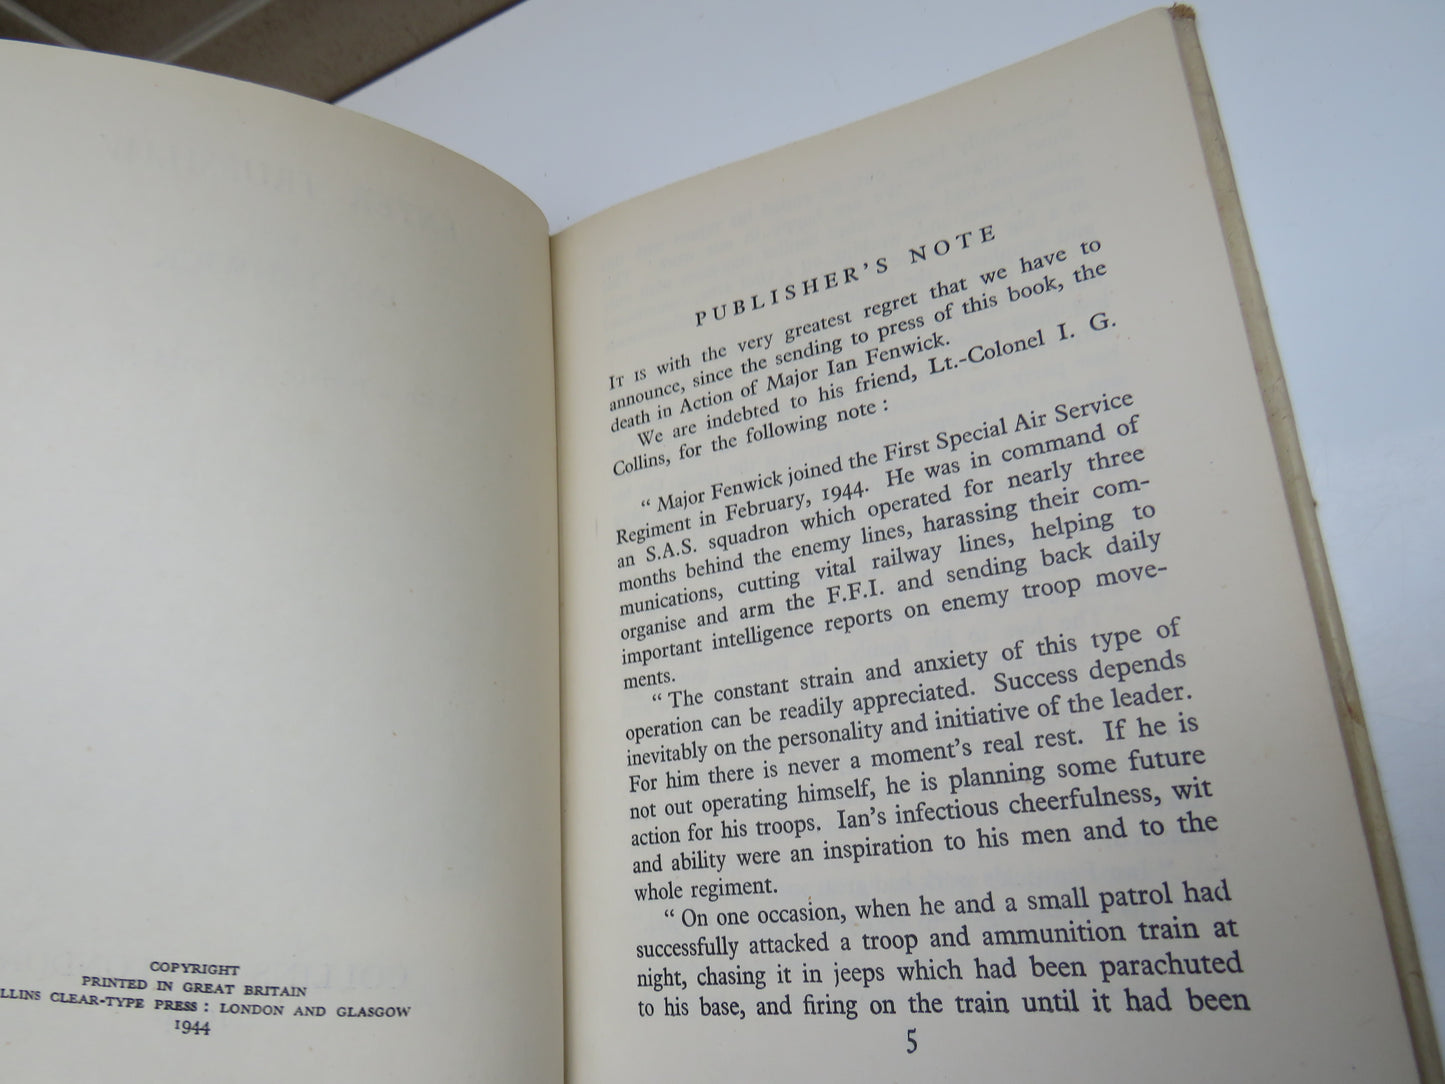 COPYRIGHT
PRINTED IN GREAT BRITAIN
LLINS CLEAR-TYPE PRESS : LONDON AND GLASGOW
1944
PUBLISHER'S NOTE
IT IS with the very greatest regret that we have to
announce, since the sending to press of this book, the
death in Action of Major Ian Fenwick.
We are indebted to his friend, Lt.-Colonel I. G.
Collins, for the following note :
“ Major Fenwick joined the First Special Air Service
Regiment in February, 1944. He was in command of
an S.A.S. squadron which operated for nearly three
months behind the enemy lines, harassing their com-
munications, cutting vital railway lines, helping to
organise and arm the F.F.I. and sending back daily
important intelligence reports on enemy troop move-
ments.
“ The constant strain and anxiety of this type of
operation can be readily appreciated. Success depends
inevitably on the personality and initiative of the leader.
For him there is never a moment's real rest. If he is
not out operating himself, he is planning some future
action for his troops. Ian's infectious cheerfulness, wit
and ability were an inspiration to his men and to the
whole regiment.
“ On one occasion, when he and a small patrol had
successfully attacked a troop and ammunition train at
night, chasing it in jeeps which had been parachuted
to his base, and firing on the train until it had been
5